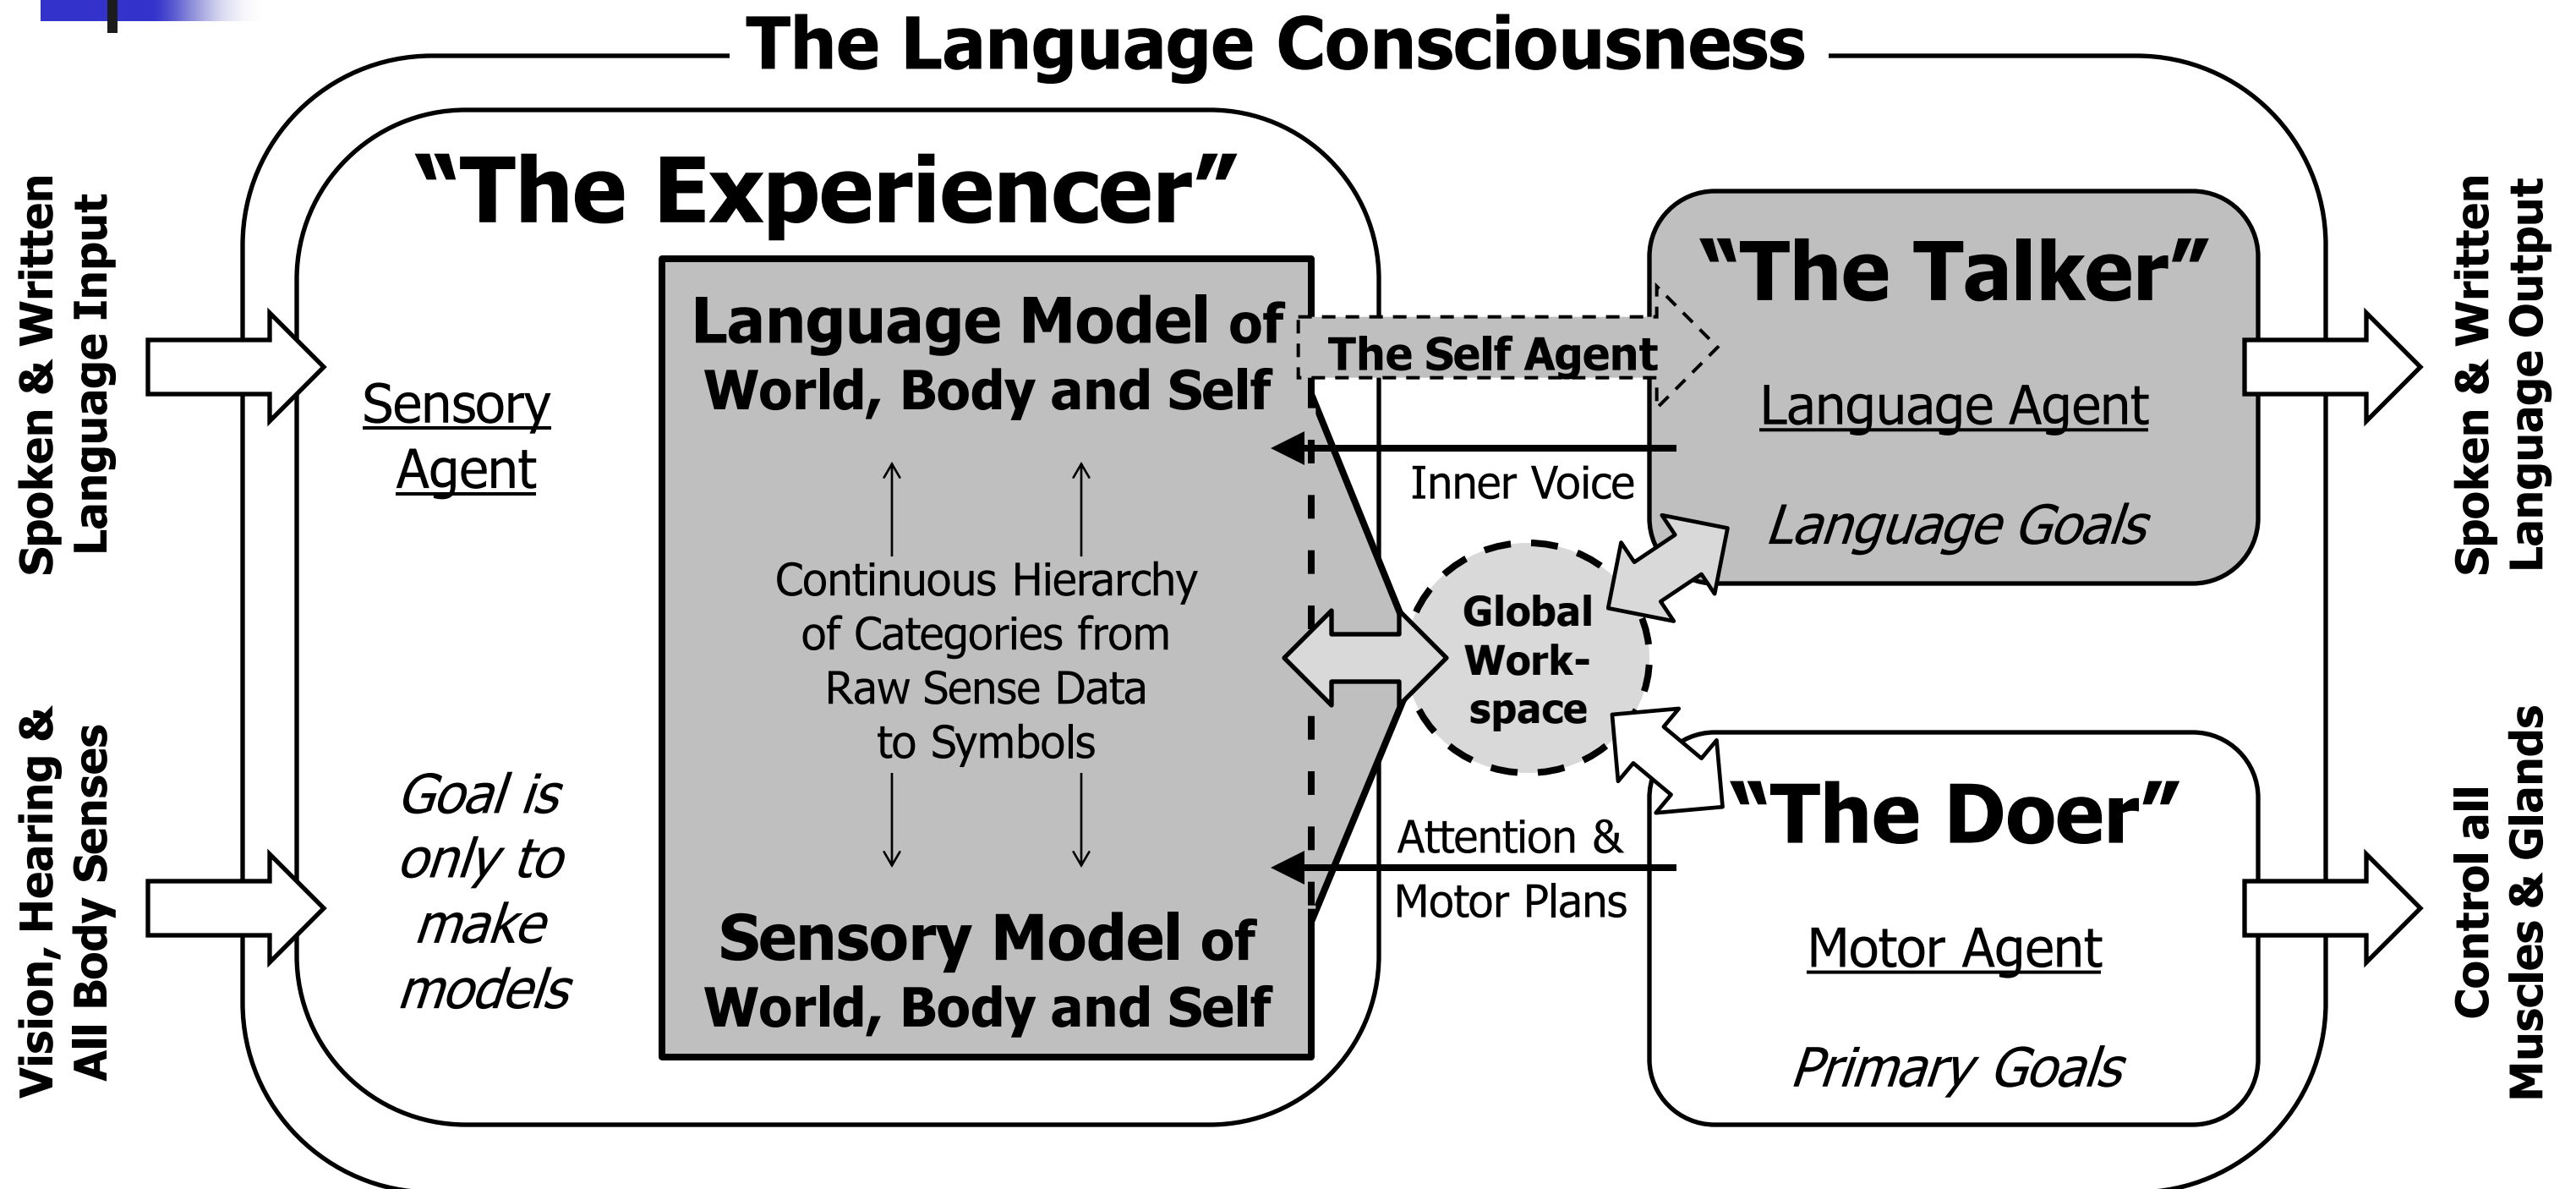 The Language Consciousness
Spoken & Written
Language Input
Vision, Hearing &
All Body Senses
“The Experiencer”
Sensory
Agent
Goal is
only to
make
models
Language Model of
World, Body and Self
Continuous Hierarchy
of Categories from
Raw Sense Data
to Symbols
Sensory Model of
World, Body and Self
The Self Agent
Inner Voice
Global
Work-
space
Attention &
Motor Plans
“The Talker”
Language Agent
Language Goals
“The Doer”
Motor Agent
Primary Goals
Spoken & Written
Language Output
Control all
Muscles & Glands